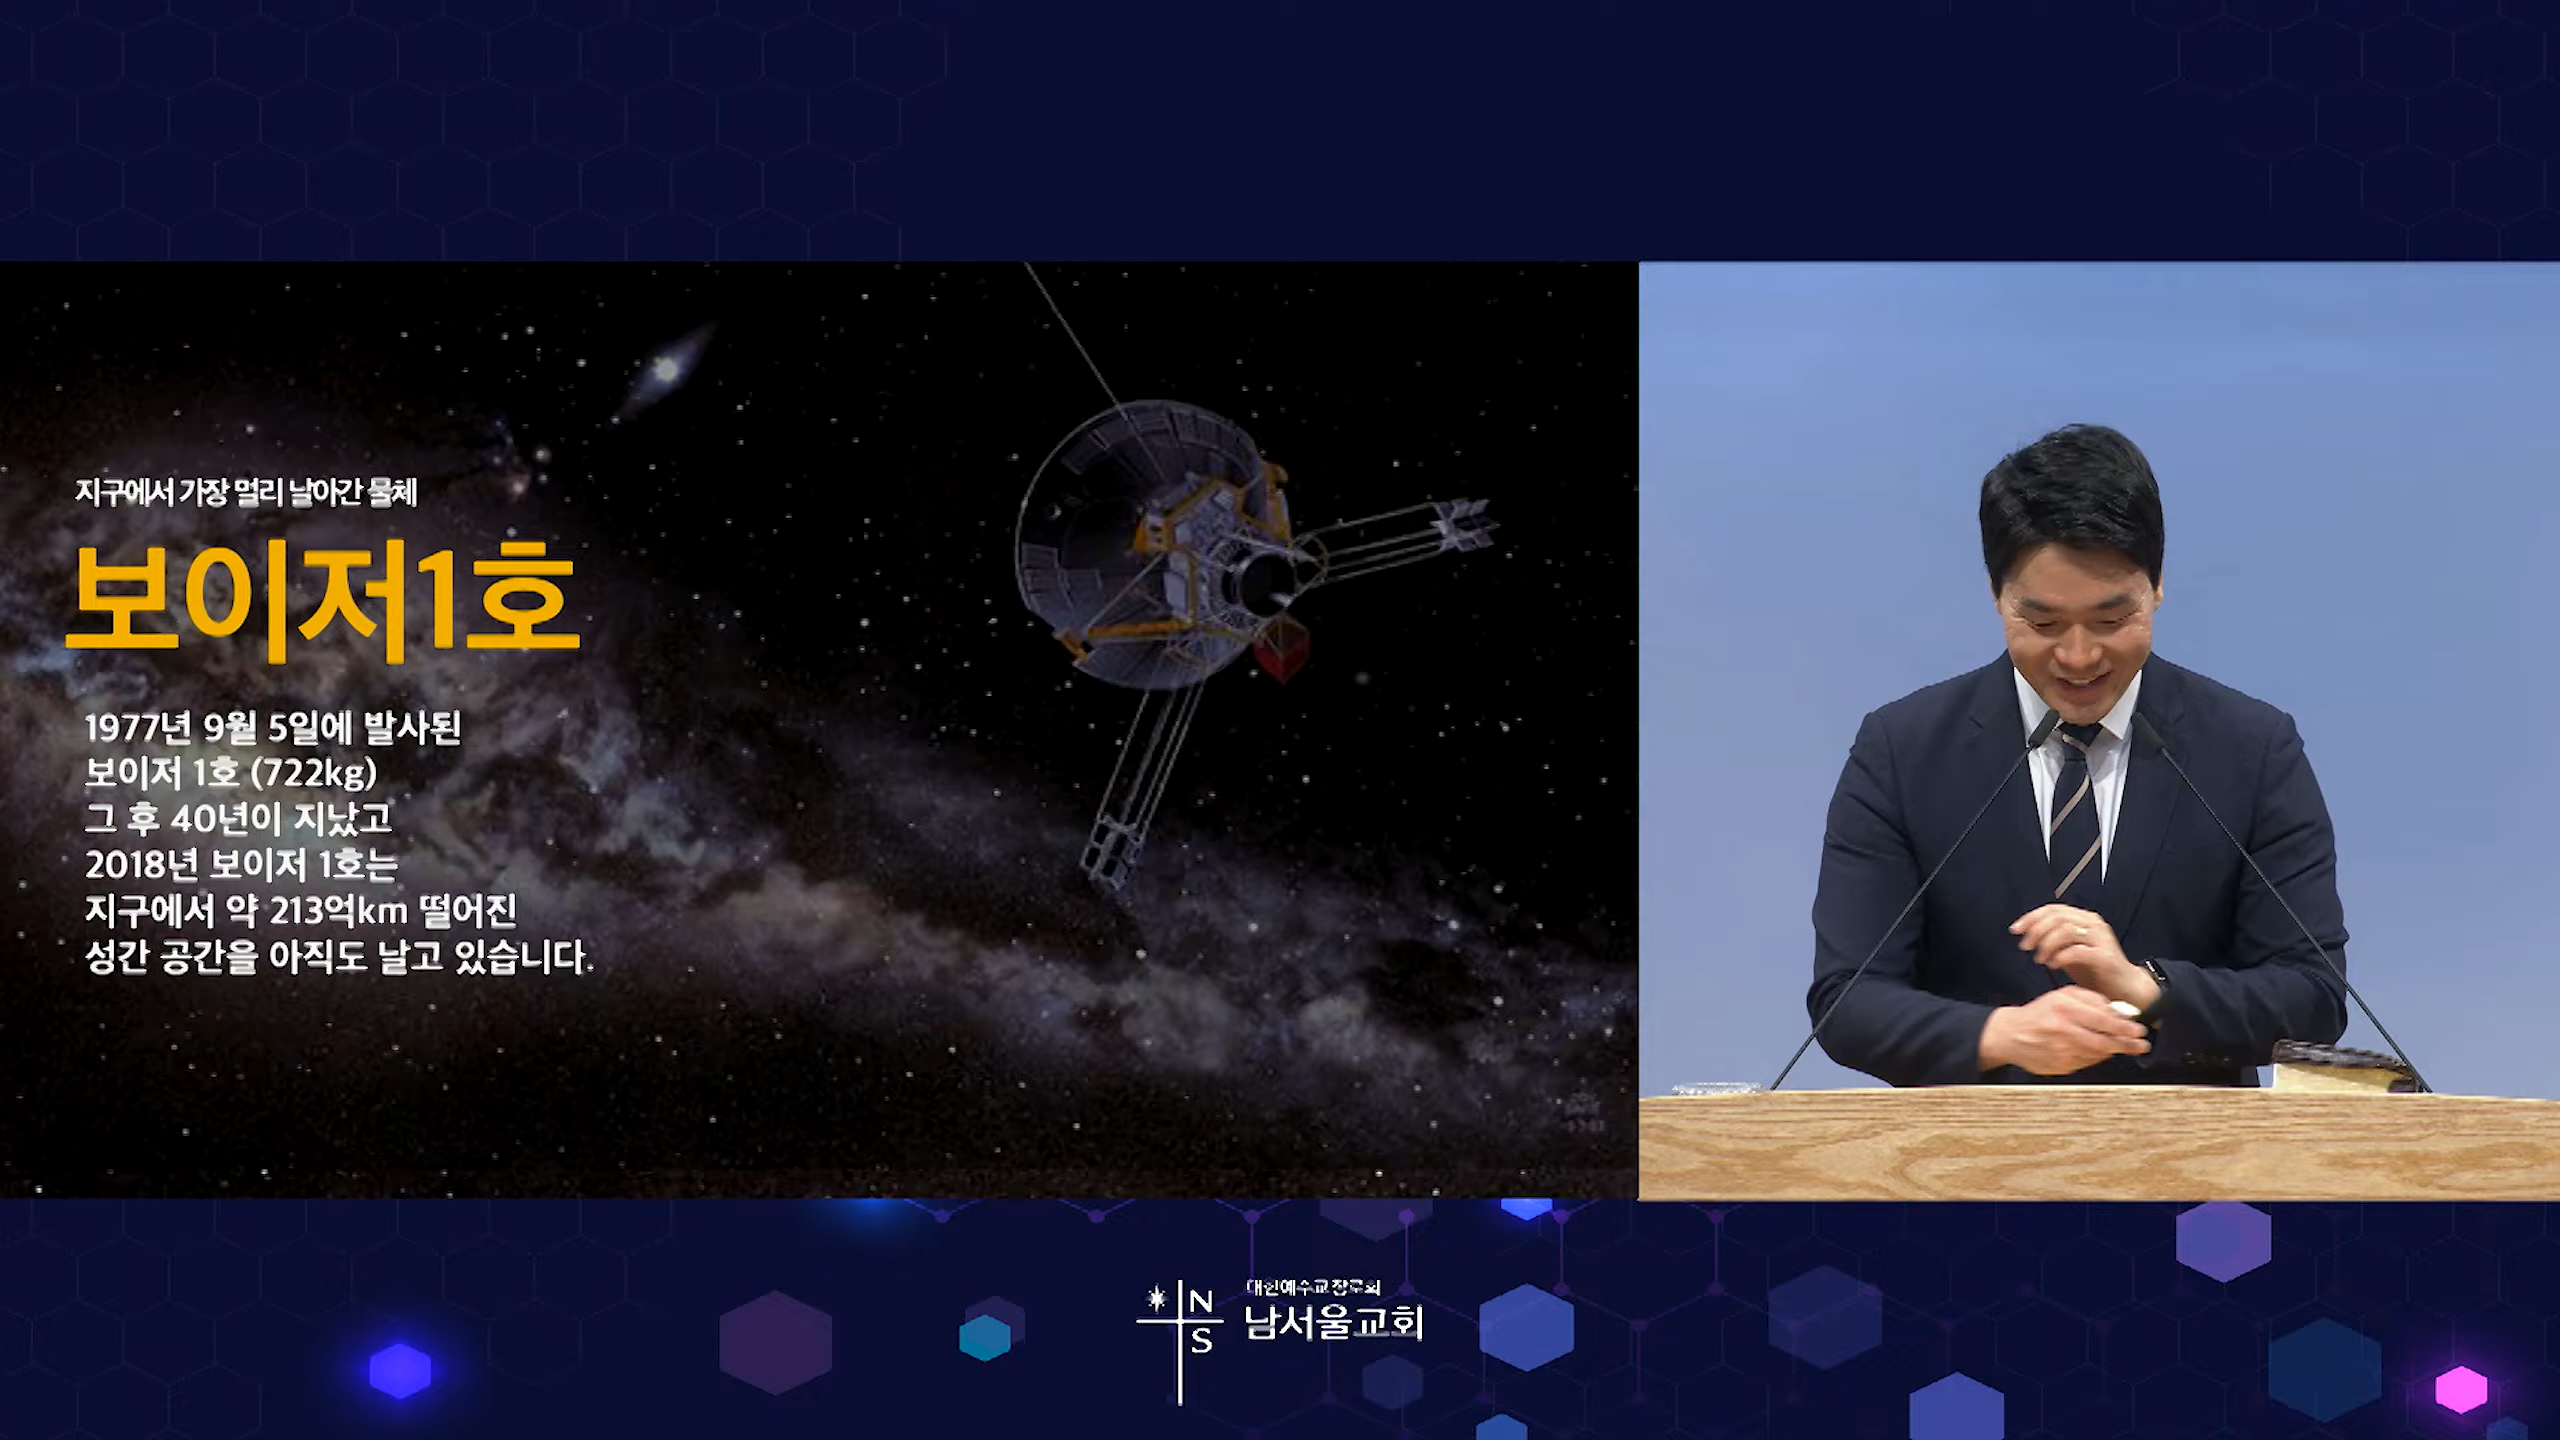 지구에서 가장 멀리 날아간 물체
보이저1호
1977년 9월 5일에 발사된
보이저 1호 (722kg)
그 후 40년이 지났고
2018년 보이저 1호는
지구에서 약 213억km 떨어진
성간 공간을 아직도 날고 있습니다.
N
S
대한예수교장로회
남서울교회